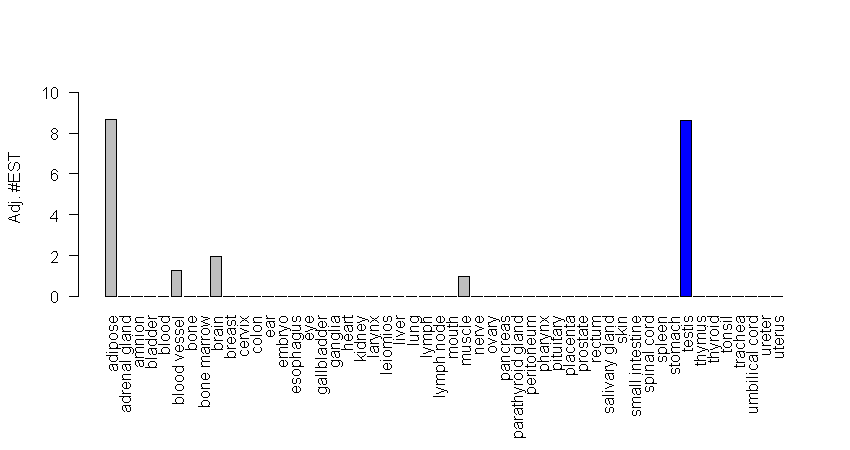 Adj. #EST
10
8
6
4
2
0
adipose
adrenal gland
amnion
bladder
blood
blood vessel
bone
bone marrow
brain
breast
cervix
colon
ear
embryo
esophagus
eye
gallbladder
ganglia
heart
kidney
larynx
leiomios
liver
lung
lymph
lymph node
mouth
muscle
nerve
ovary
pancreas
parathyroid gland
peritoneum
pharynx
pituitary
placenta
prostate
rectum
salivary gland
skin
small intestine
spinal cord
spleen
stomach
testis
thymus
thyroid
tonsil
trachea
umbilical cord
ureter
uterus